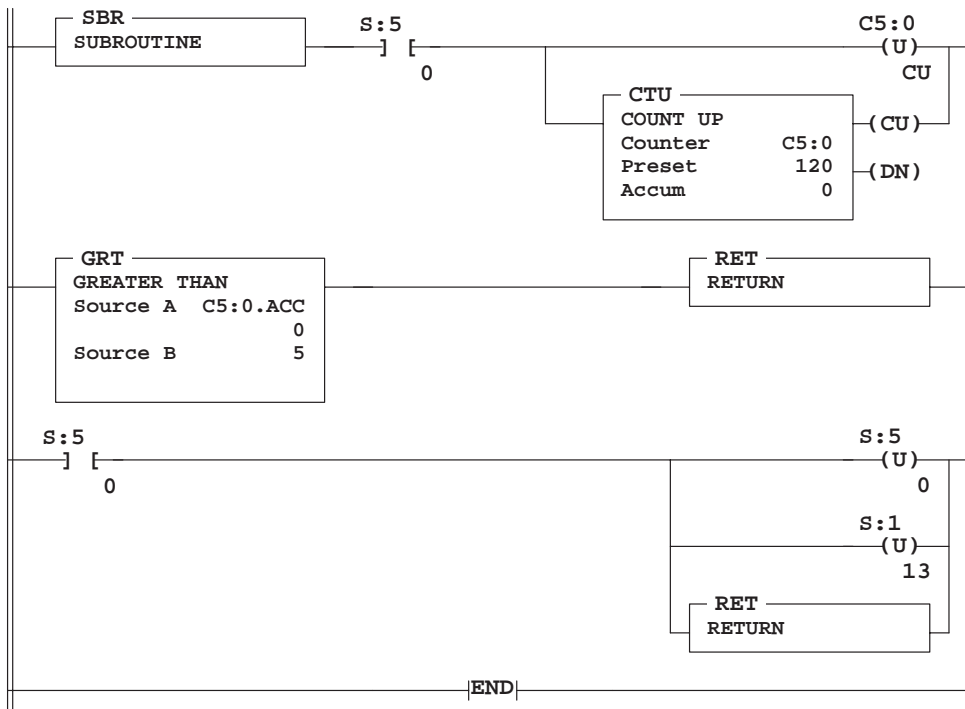 SBR
SUBROUTINE
S:5
] [
0
C5:0
(U)
CU
CTU
COUNT UP
Counter C5:0
Preset 120
Accum 0
(CU)
(DN)
GRT
GREATER THAN
Source A C5:0.ACC
0
Source B 5
RET
RETURN
S:5
] [
0
S:5
(U)
0
S:1
(U)
13
RET
RETURN
END